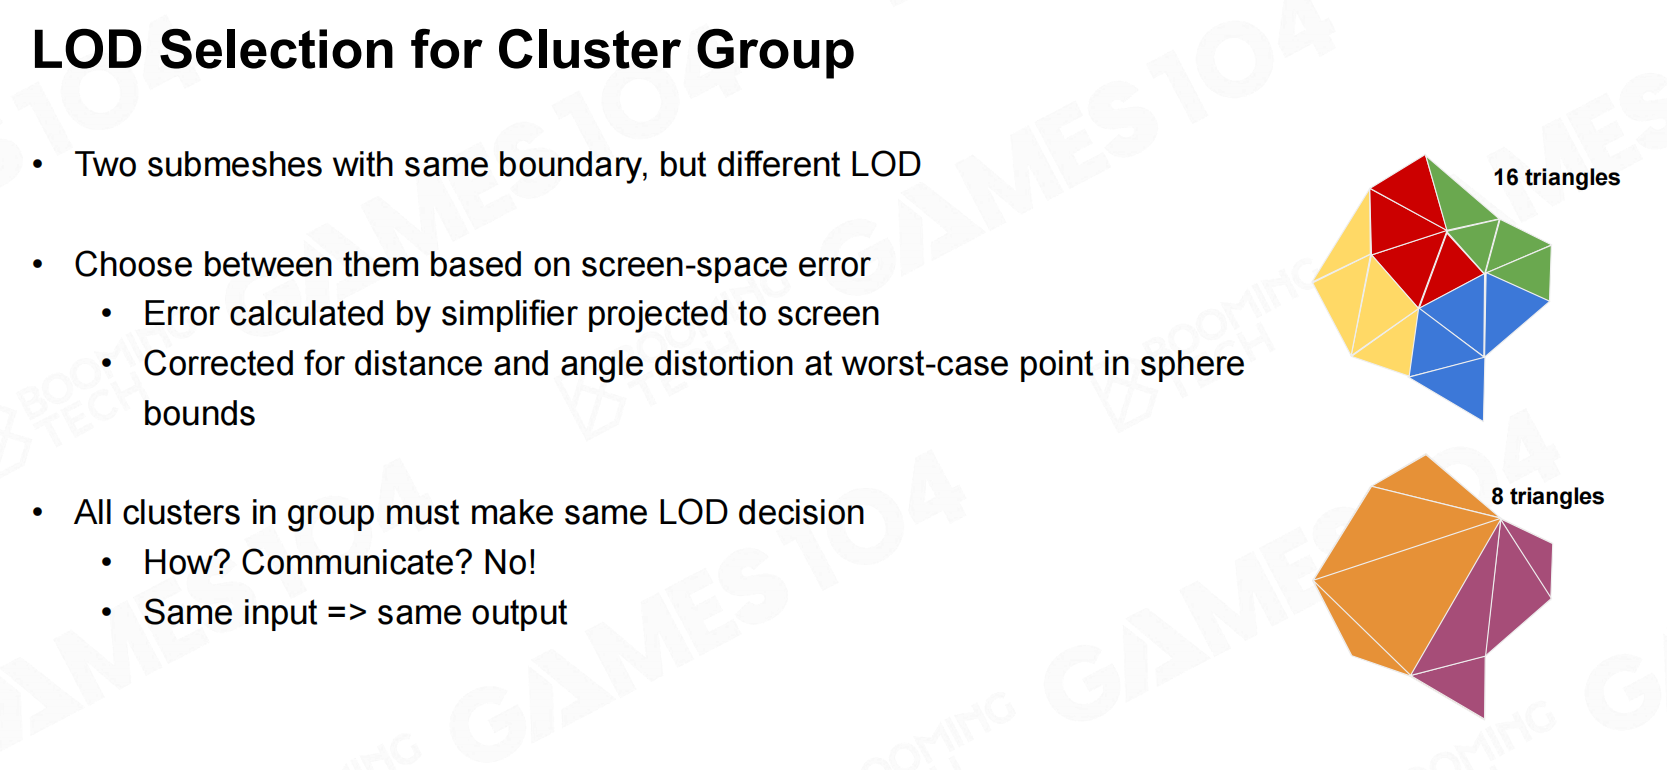 LOD Selection for Cluster Group
• Two submeshes with same boundary, but different LOD
16 triangles
• Choose between them based on screen-space error
• Error calculated by simplifier projected to screen
• Corrected for distance and angle distortion at worst-case point in sphere
bounds
8 triangles
• All clusters in group must make same LOD decision
• How? Communicate? No!
• Same input => same output
GAMES104
BOOMING
TECH